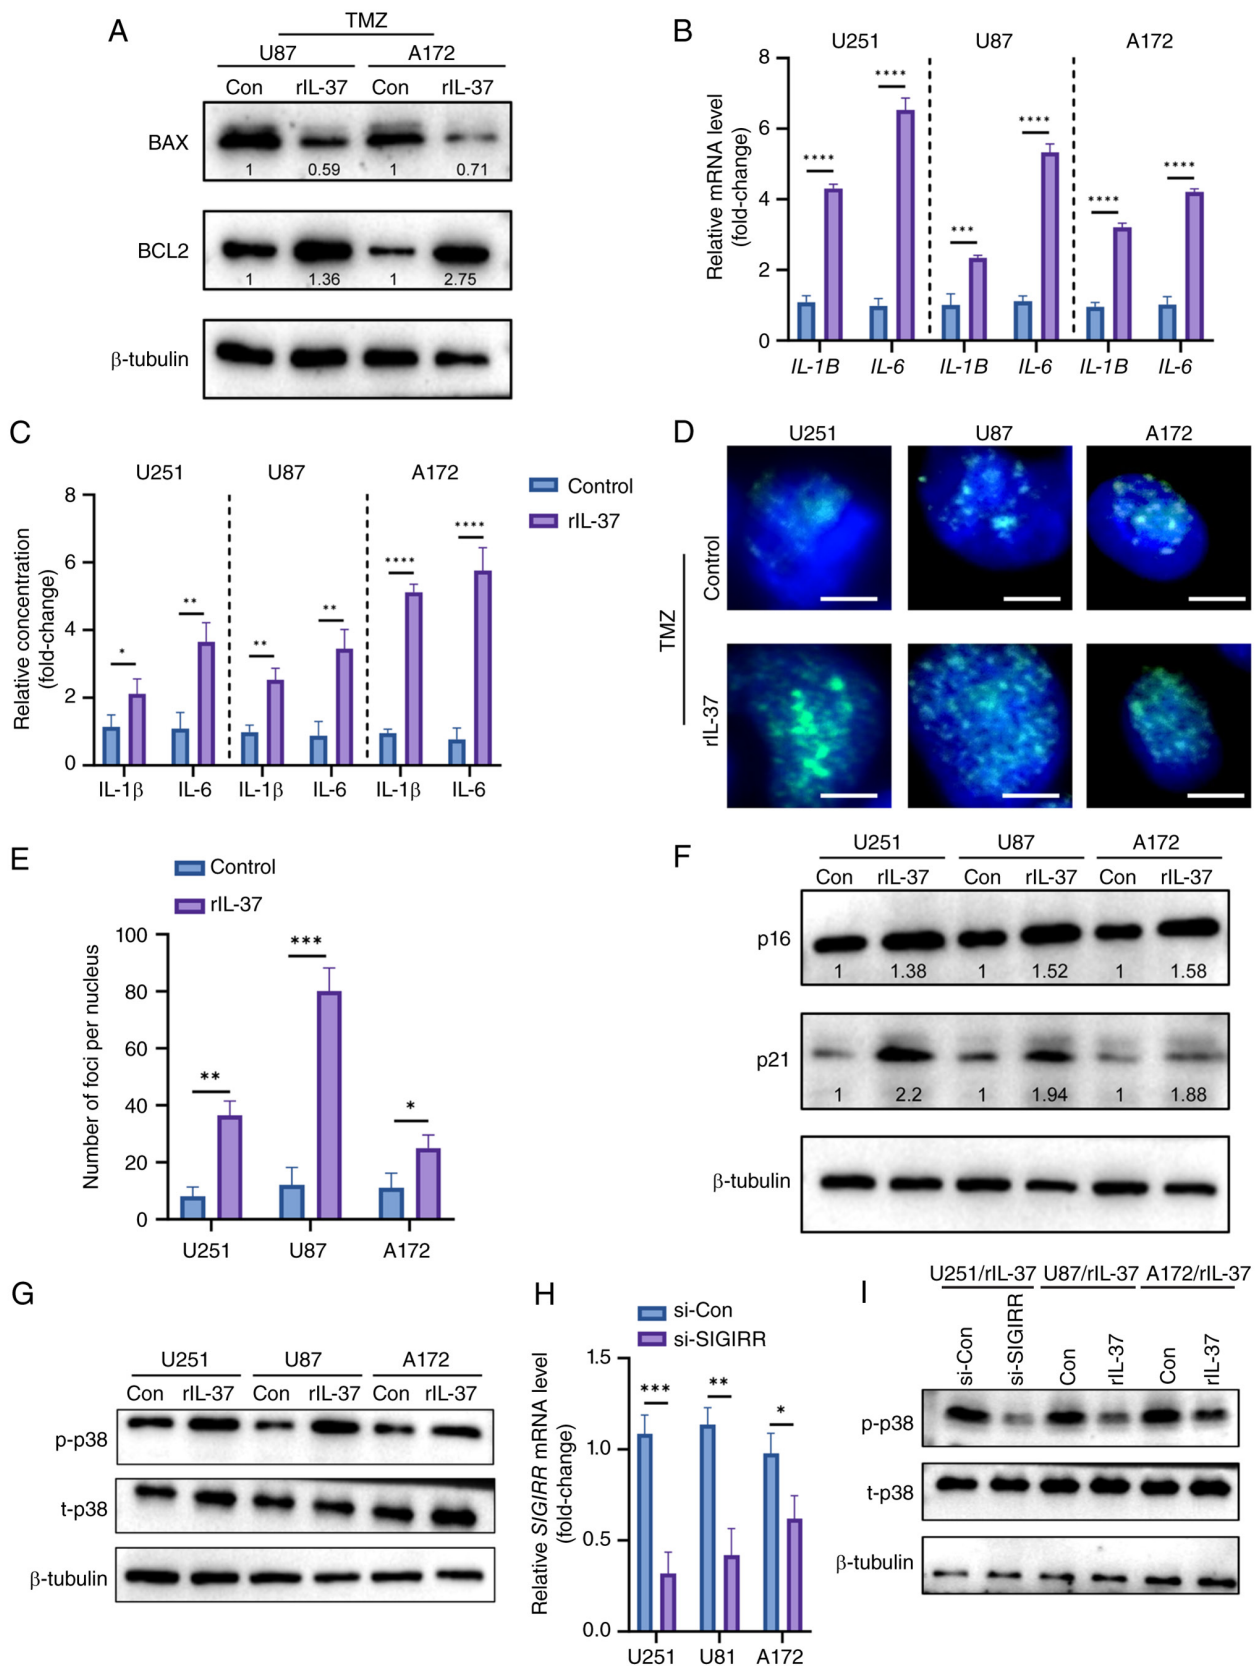 A
TMZ
U87 A172
Con rIL-37 Con rIL-37
BAX
1 0.59 1 0.71
BCL2
1 1.36 1 2.75
β-tubulin
B
U251 U87 A172
Relative mRNA level
(fold-change)
8
6
4
2
0
**** **** *** **** **** ****
IL-1B IL-6 IL-1B IL-6 IL-1B IL-6
C
U251 U87 A172
Control
rIL-37
Relative concentration
(fold-change)
8
6
4
2
0
* ** ** ** **** ****
IL-1β IL-6 IL-1β IL-6 IL-1β IL-6
D
U251 U87 A172
TMZ
Control
rIL-37
E
Control
rIL-37
Number of foci per nucleus
100
80
60
40
20
0
** *** *
U251 U87 A172
F
U251 U87 A172
Con rIL-37 Con rIL-37 Con rIL-37
p16
1 1.38 1 1.52 1 1.58
p21
1 2.2 1 1.94 1 1.88
β-tubulin
G
U251 U87 A172
Con rIL-37 Con rIL-37 Con rIL-37
p-p38
t-p38
β-tubulin
H
si-Con
si-SIGIRR
Relative SIGIRR mRNA level
(fold-change)
1.5
1.0
0.5
0.0
*** ** *
U251 U81 A172
I
U251/rIL-37 U87/rIL-37 A172/rIL-37
si-Con si-SIGIRR Con rIL-37 Con rIL-37
p-p38
t-p38
β-tubulin